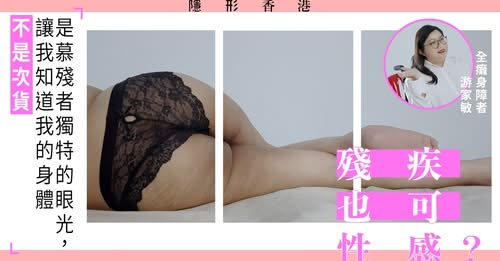 隱形香港
是慕殘者獨特的眼光，
讓我知道我的身體
不是次貨
全癱身障者
游家敏
殘疾
也可
性感？